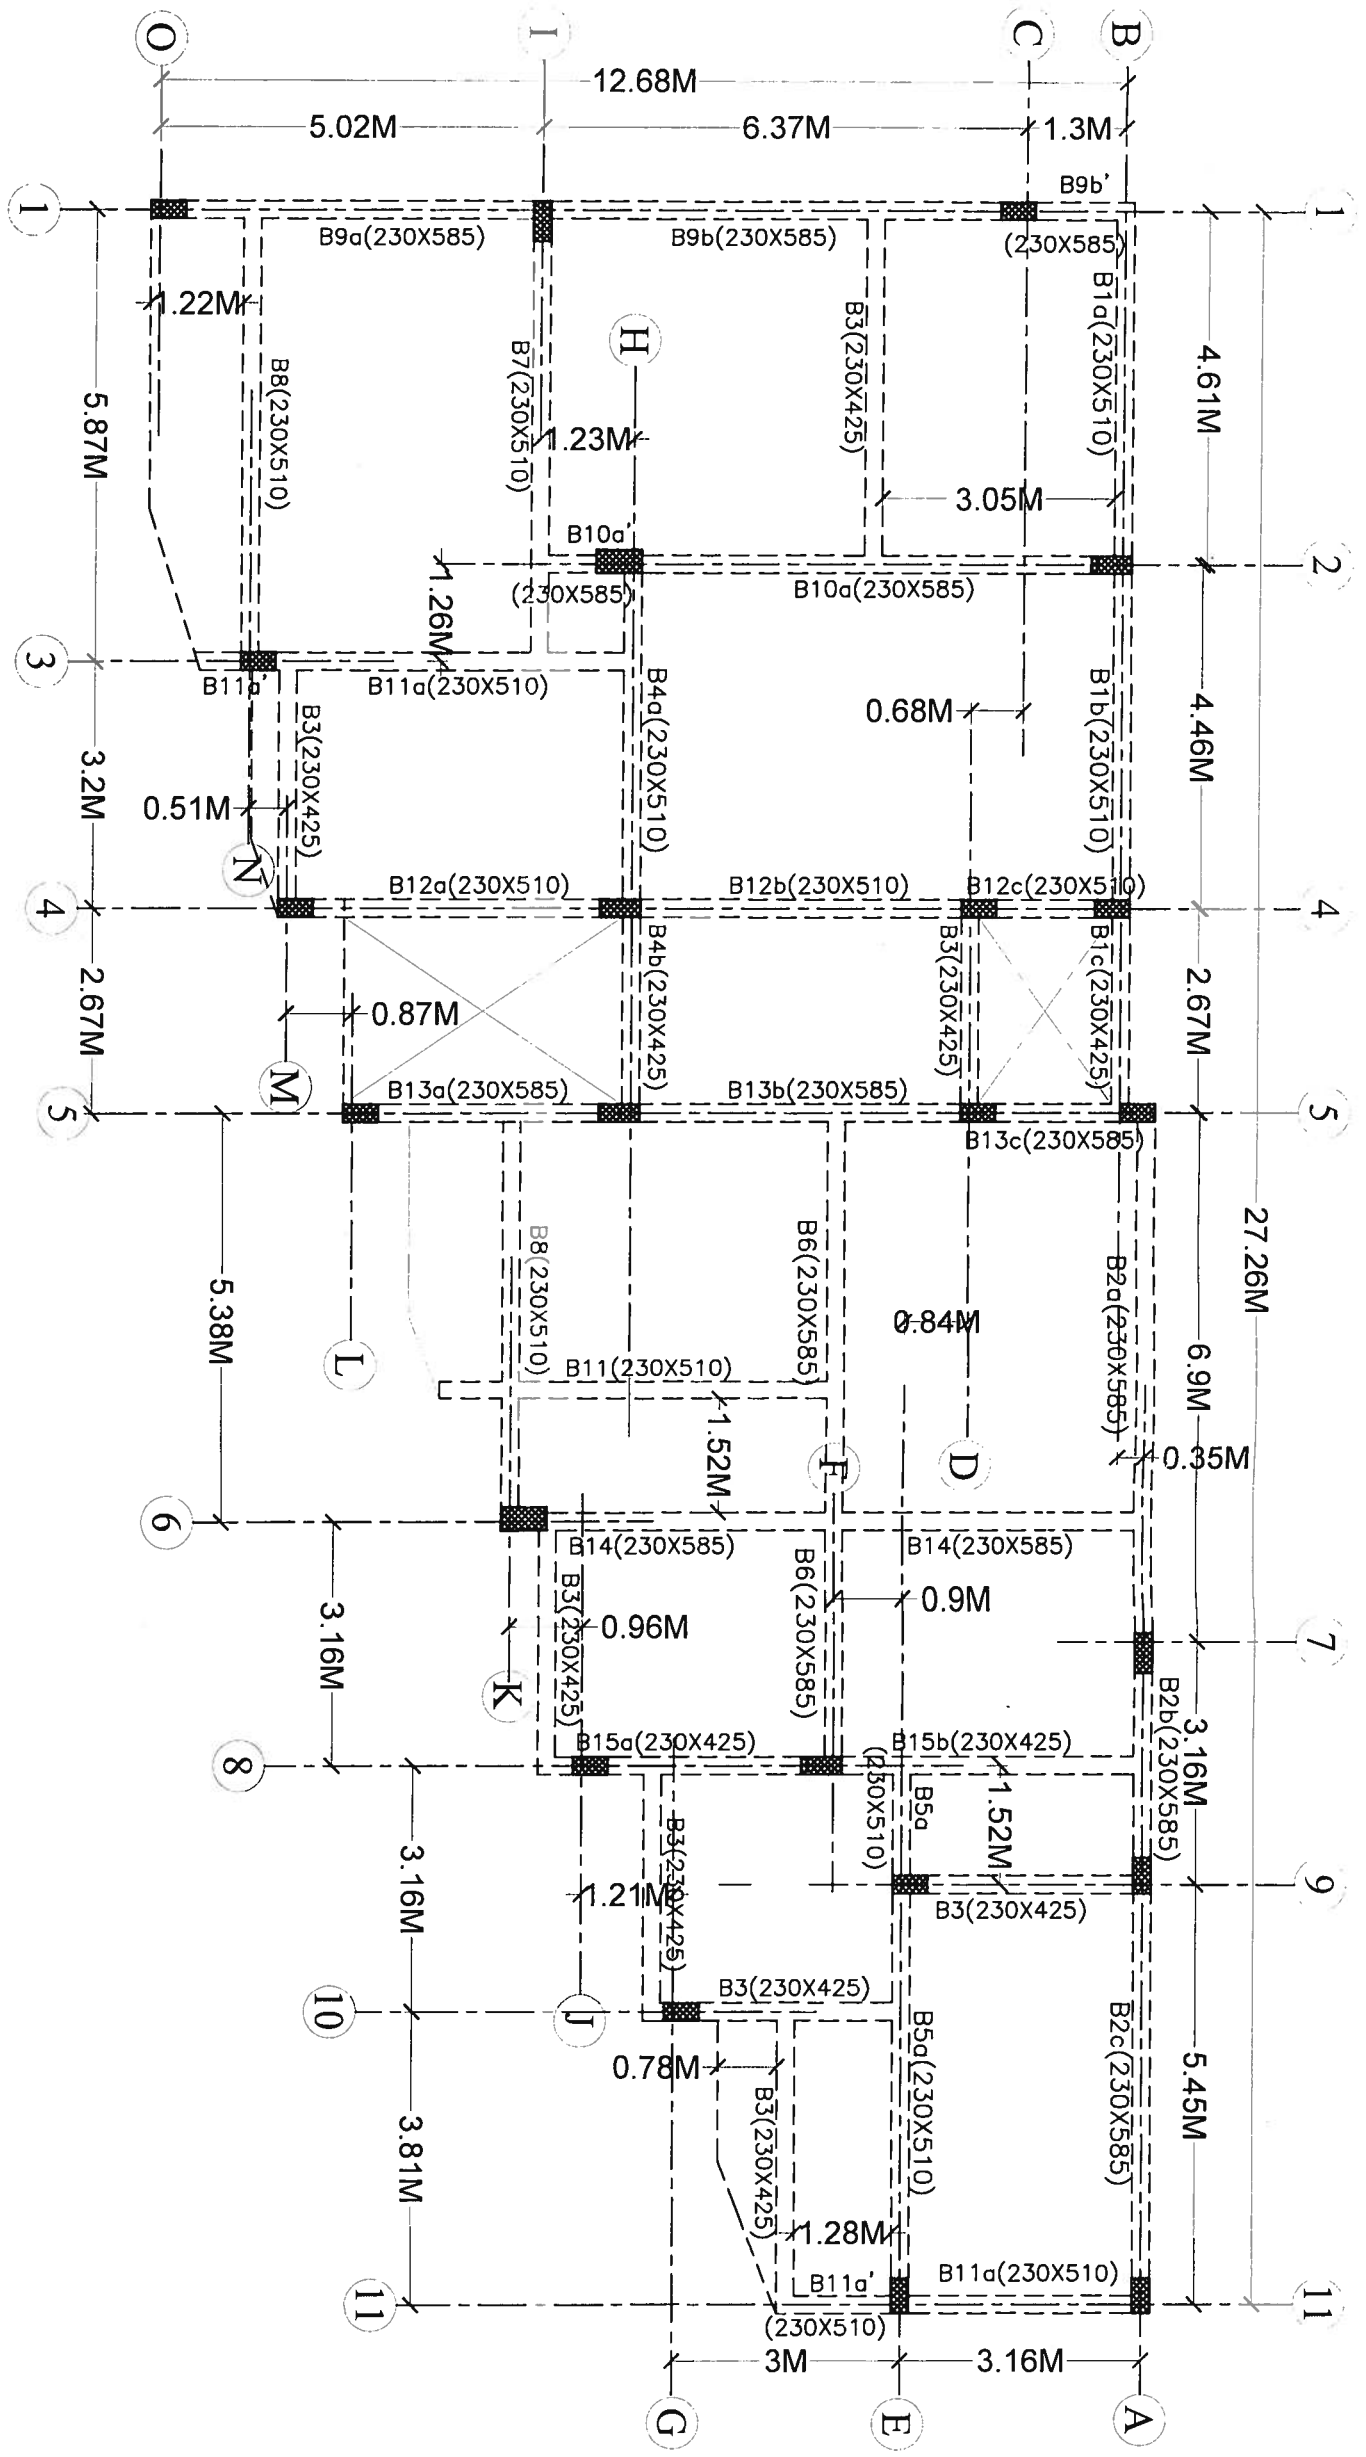 O
I
C
B
12.68M
5.02M
6.37M
1.3M
B9b'
1
1
B9a(230X585)
B9b(230X585)
(230X585)
1.22M
B8(230X510)
B7(230X510)
H
1.23M
B3(230X425)
B1a(230X510)
4.61M
5.87M
3.05M
B10a'
(230X585)
B10a(230X585)
2
1.26M
3
B11a'
B11a(230X510)
B4a(230X510)
0.68M
B1b(230X510)
4.46M
B3(230X425)
3.2M
0.51M
N
B12a(230X510)
B12b(230X510)
B12c(230X510)
4
4
B4b(230X425)
B3(230X425)
B1c(230X425)
2.67M
2.67M
0.87M
M
B13a(230X585)
B13b(230X585)
5
5
B13c(230X585)
27.26M
B8(230X510)
B6(230X585)
0.84M
B2a(230X585)
6.9M
5.38M
L
B11(230X510)
1.52M
F
D
0.35M
6
B14(230X585)
B14(230X585)
B3(230X425)
B6(230X585)
0.9M
0.96M
3.16M
7
K
B2b(230X585)
3.16M
B15a(230X425)
B15b(230X425)
8
(230X510)
B5a
1.52M
B3(230X425)
1.21M
9
B3(230X425)
3.16M
B3(230X425)
10
J
B5a(230X510)
B2c(230X585)
5.45M
0.78M
B3(230X425)
3.81M
1.28M
B11a'
B11a(230X510)
11
11
(230X510)
3M
3.16M
G
E
A